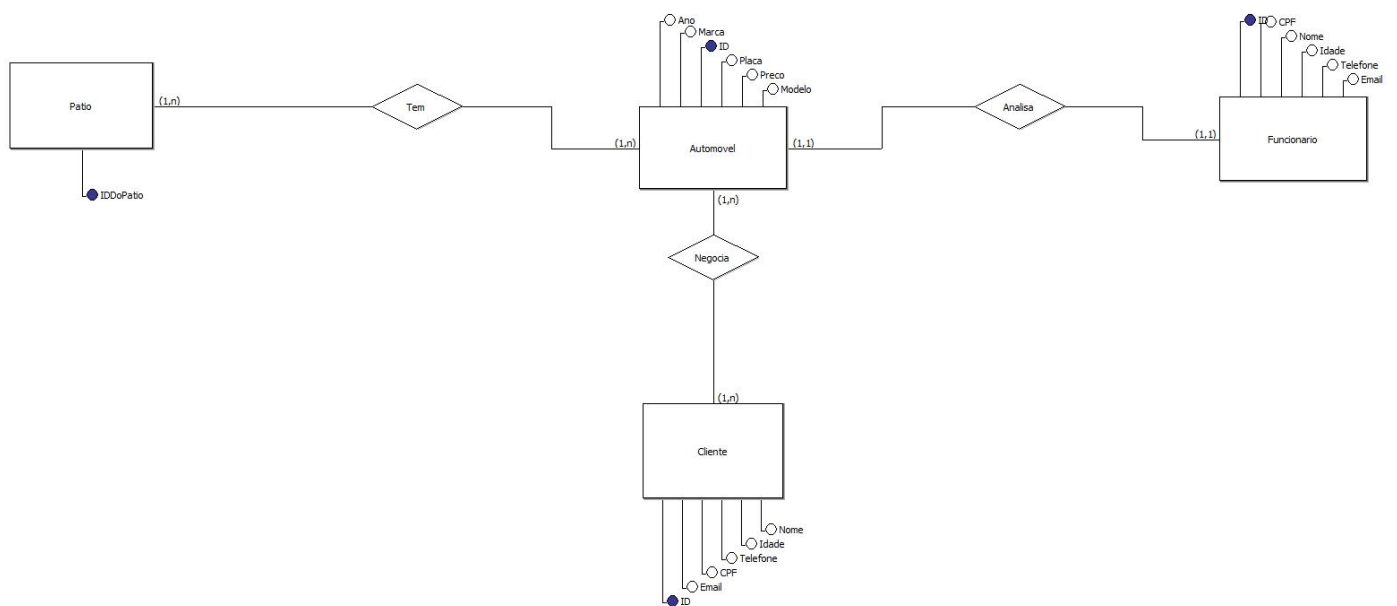 Ano
Marca
ID
Placa
Preco
Modelo
ID
CPF
Nome
Idade
Telefone
Email
Patio
(1,n)
Tem
(1,n)
Automovel
(1,1)
Analisa
(1,1)
Funcionario
IDDoPatio
(1,n)
Negocia
(1,n)
Cliente
Nome
Idade
Telefone
CPF
Email
ID